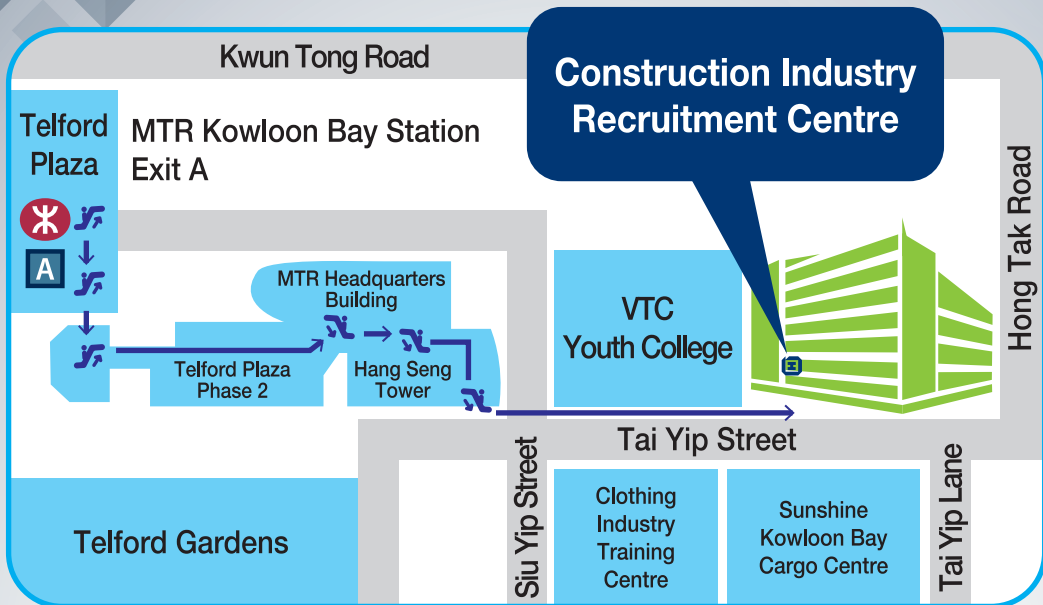 Kwun Tong Road
Construction Industry
Recruitment Centre
Telford
Plaza
MTR Kowloon Bay Station
Exit A
A
Hong Tak Road
MTR Headquarters
Building
VTC
Youth College
Telford Plaza
Phase 2
Hang Seng
Tower
Tai Yip Street
Siu Yip Street
Tai Yip Lane
Telford Gardens
Clothing
Industry
Training
Centre
Sunshine
Kowloon Bay
Cargo Centre